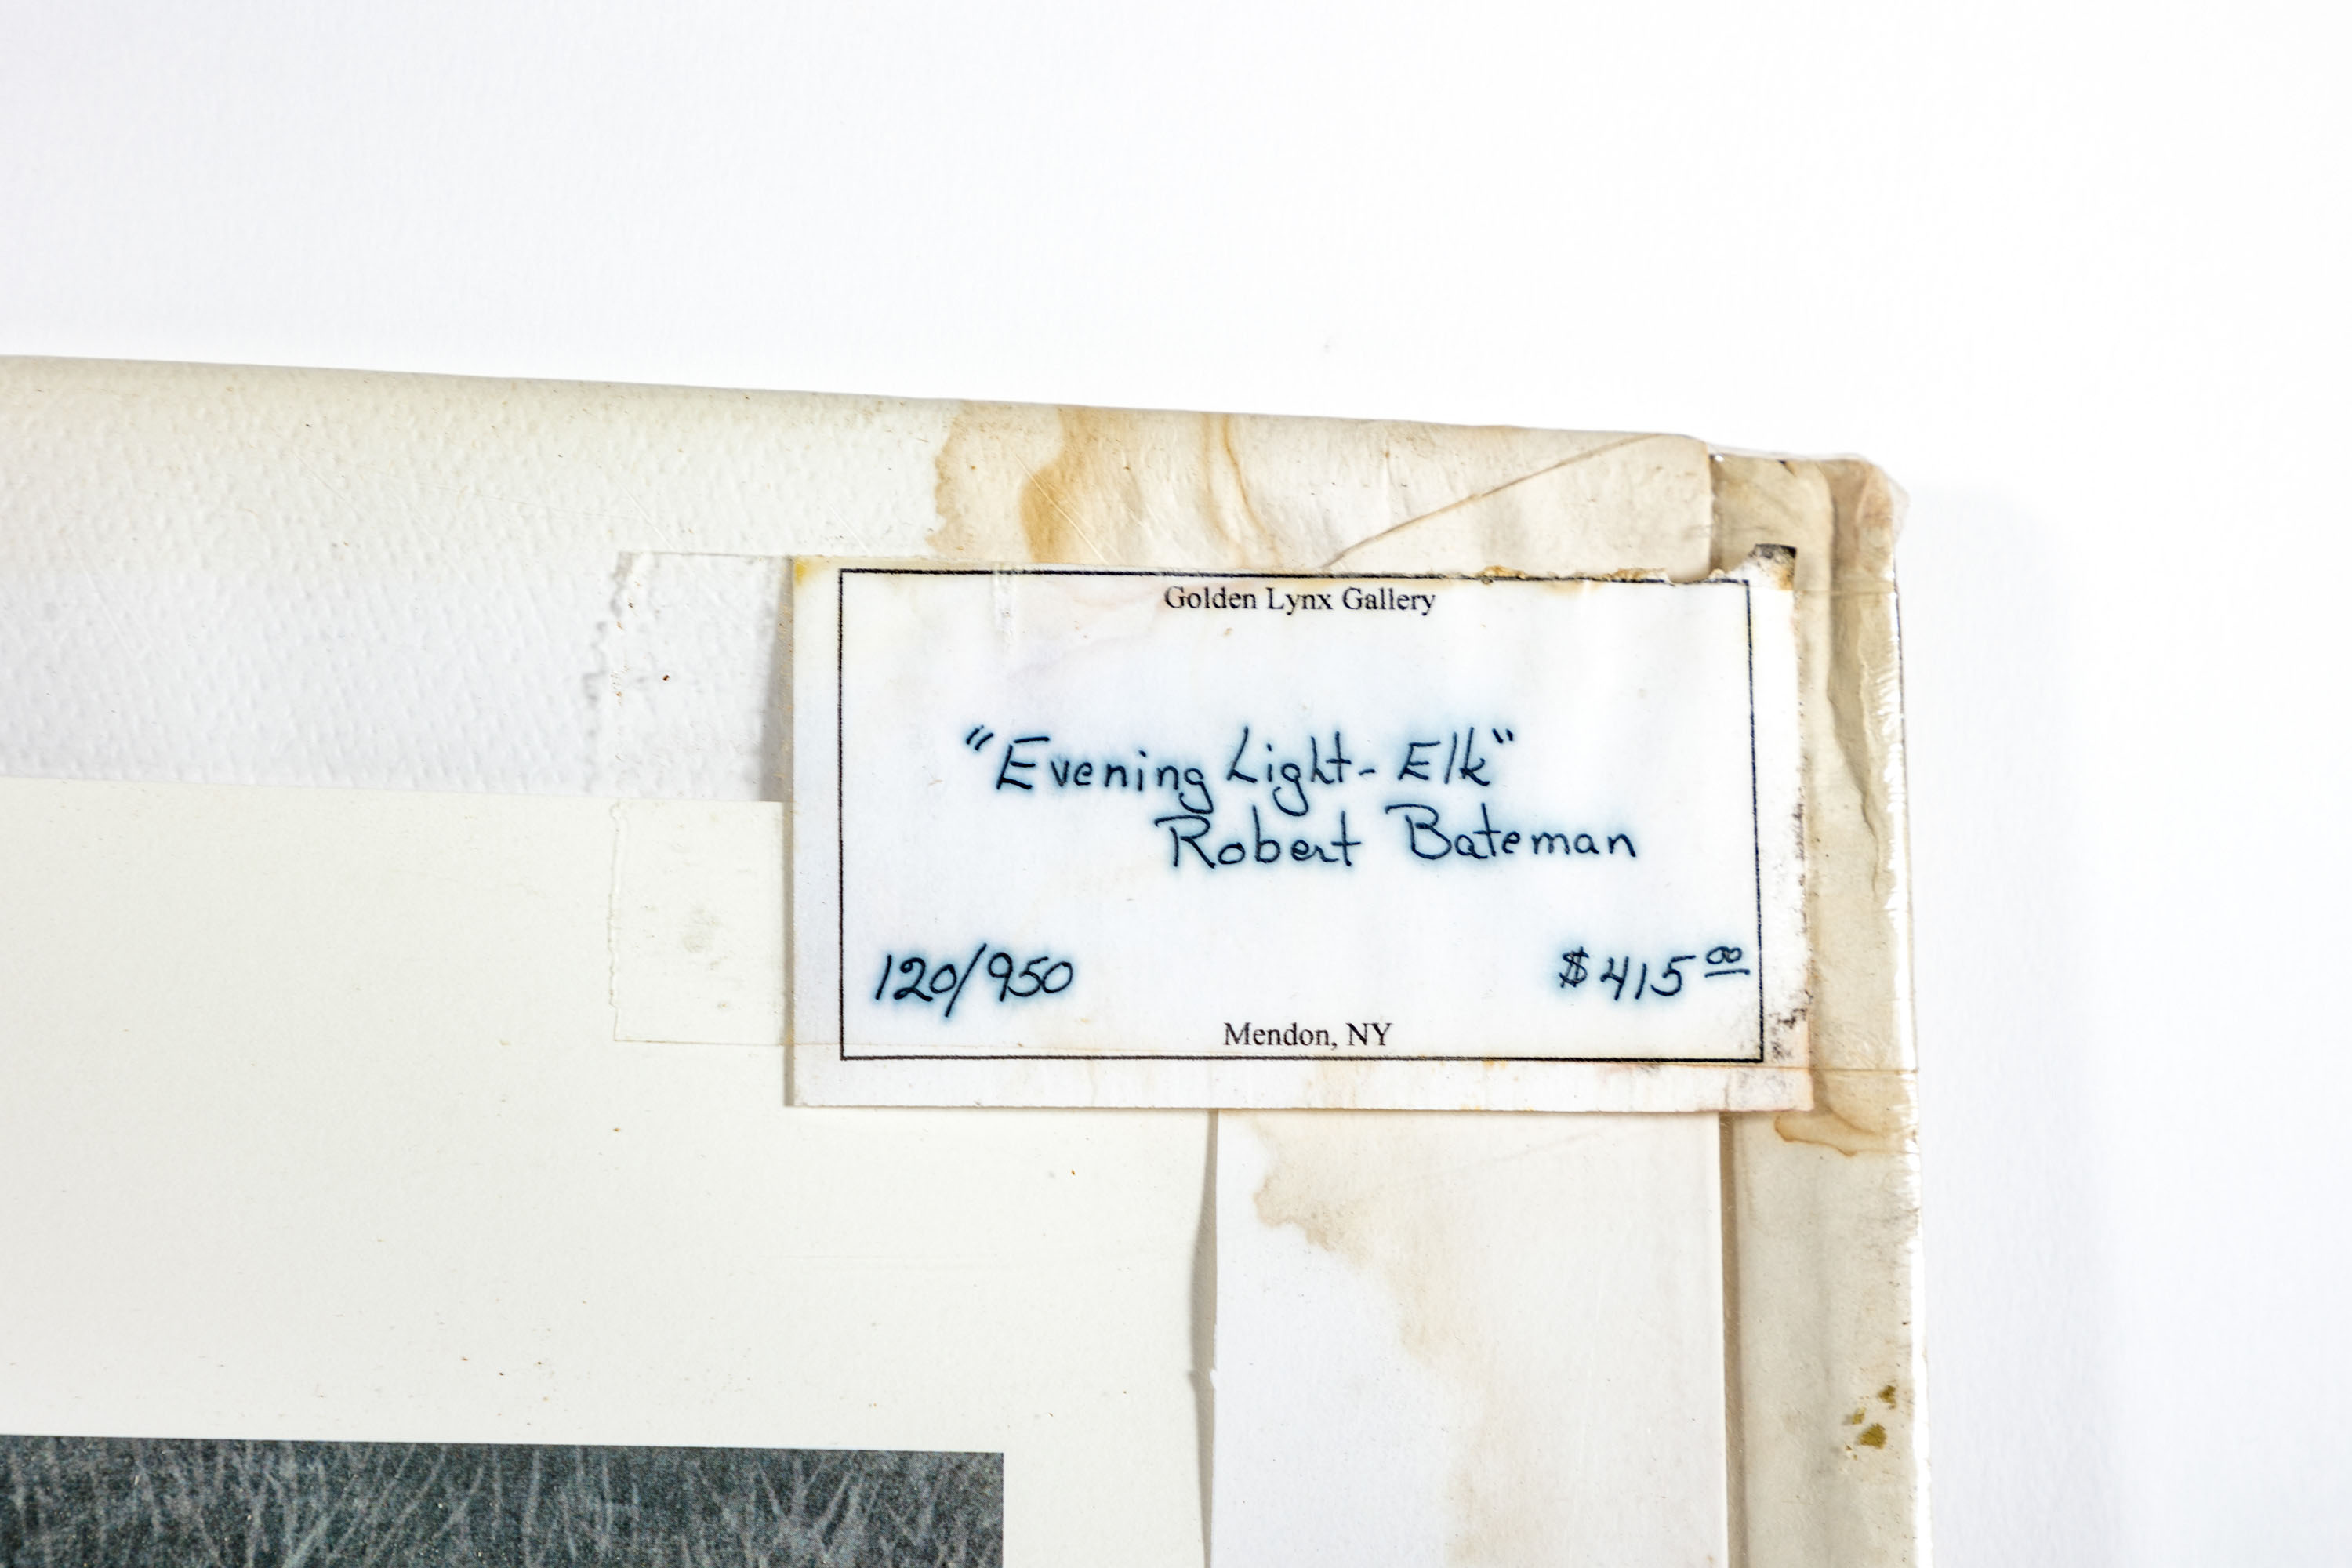 Golden Lynx Gallery
"Evening Light - Elk"
Robert Bateman
120/950
$415.00
Mendon, NY